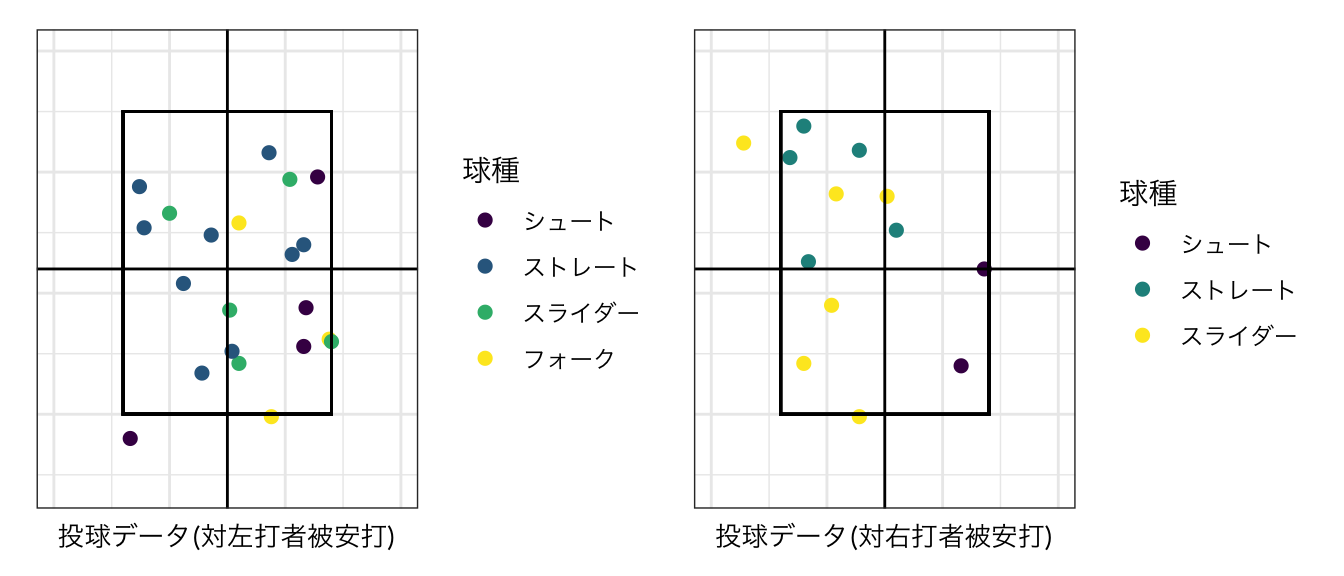 球種
シュート
ストレート
スライダー
フォーク
投球データ(対左打者被安打)
球種
シュート
ストレート
スライダー
投球データ(対右打者被安打)